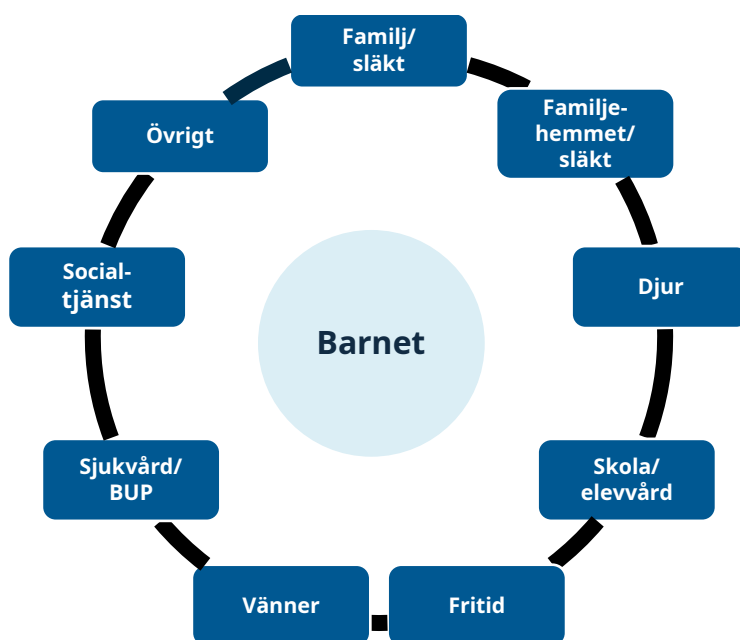 Familj/
släkt
Familje-
hemmet/
släkt
Djur
Skola/
elevvård
Fritid
Vänner
Sjukvård/
BUP
Social-
tjänst
Övrigt
Barnet